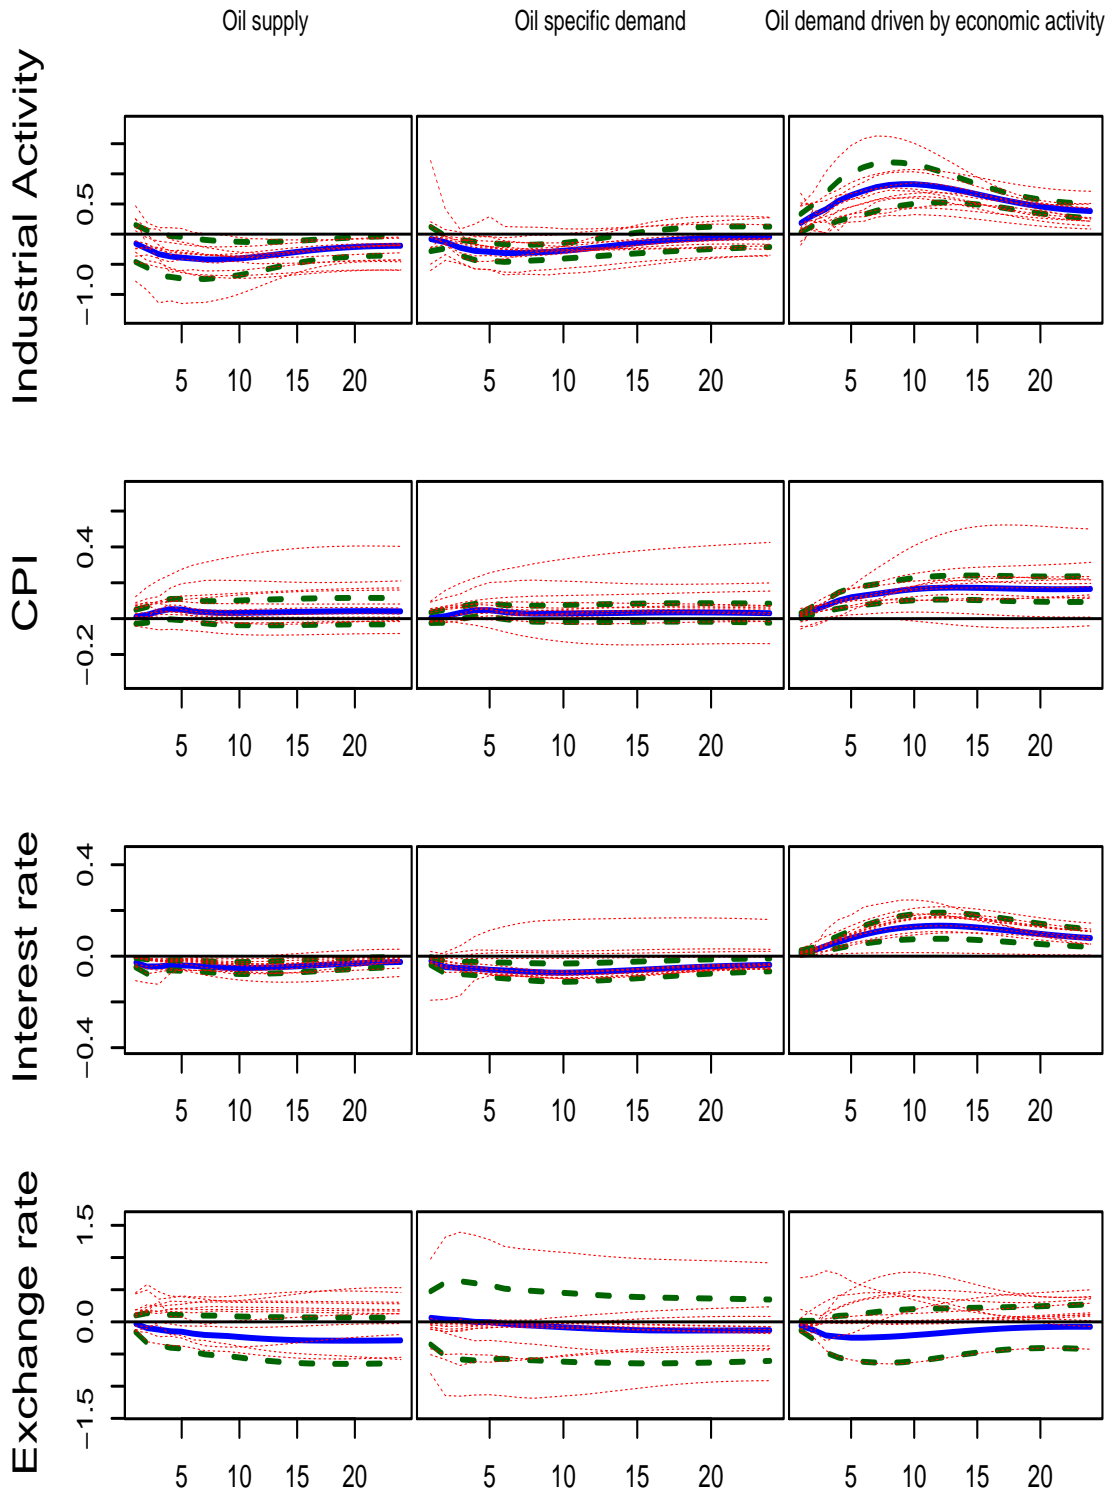 Oil supply Oil specific demand Oil demand driven by economic activity
Industrial Activity
0.5
−1.0
5 10 15 20 5 10 15 20 5 10 15 20
CPI
0.4
−0.2
5 10 15 20 5 10 15 20 5 10 15 20
Interest rate
0.4
0.0
−0.4
5 10 15 20 5 10 15 20 5 10 15 20
Exchange rate
1.5
0.0
−1.5
5 10 15 20 5 10 15 20 5 10 15 20